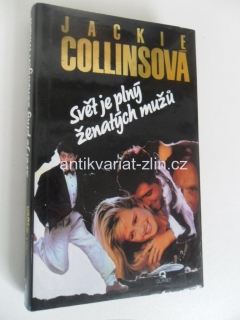 JACKIE
COLLINSOVÁ
Svět je plný
ženatých mužů
antikvariat-zlin.cz